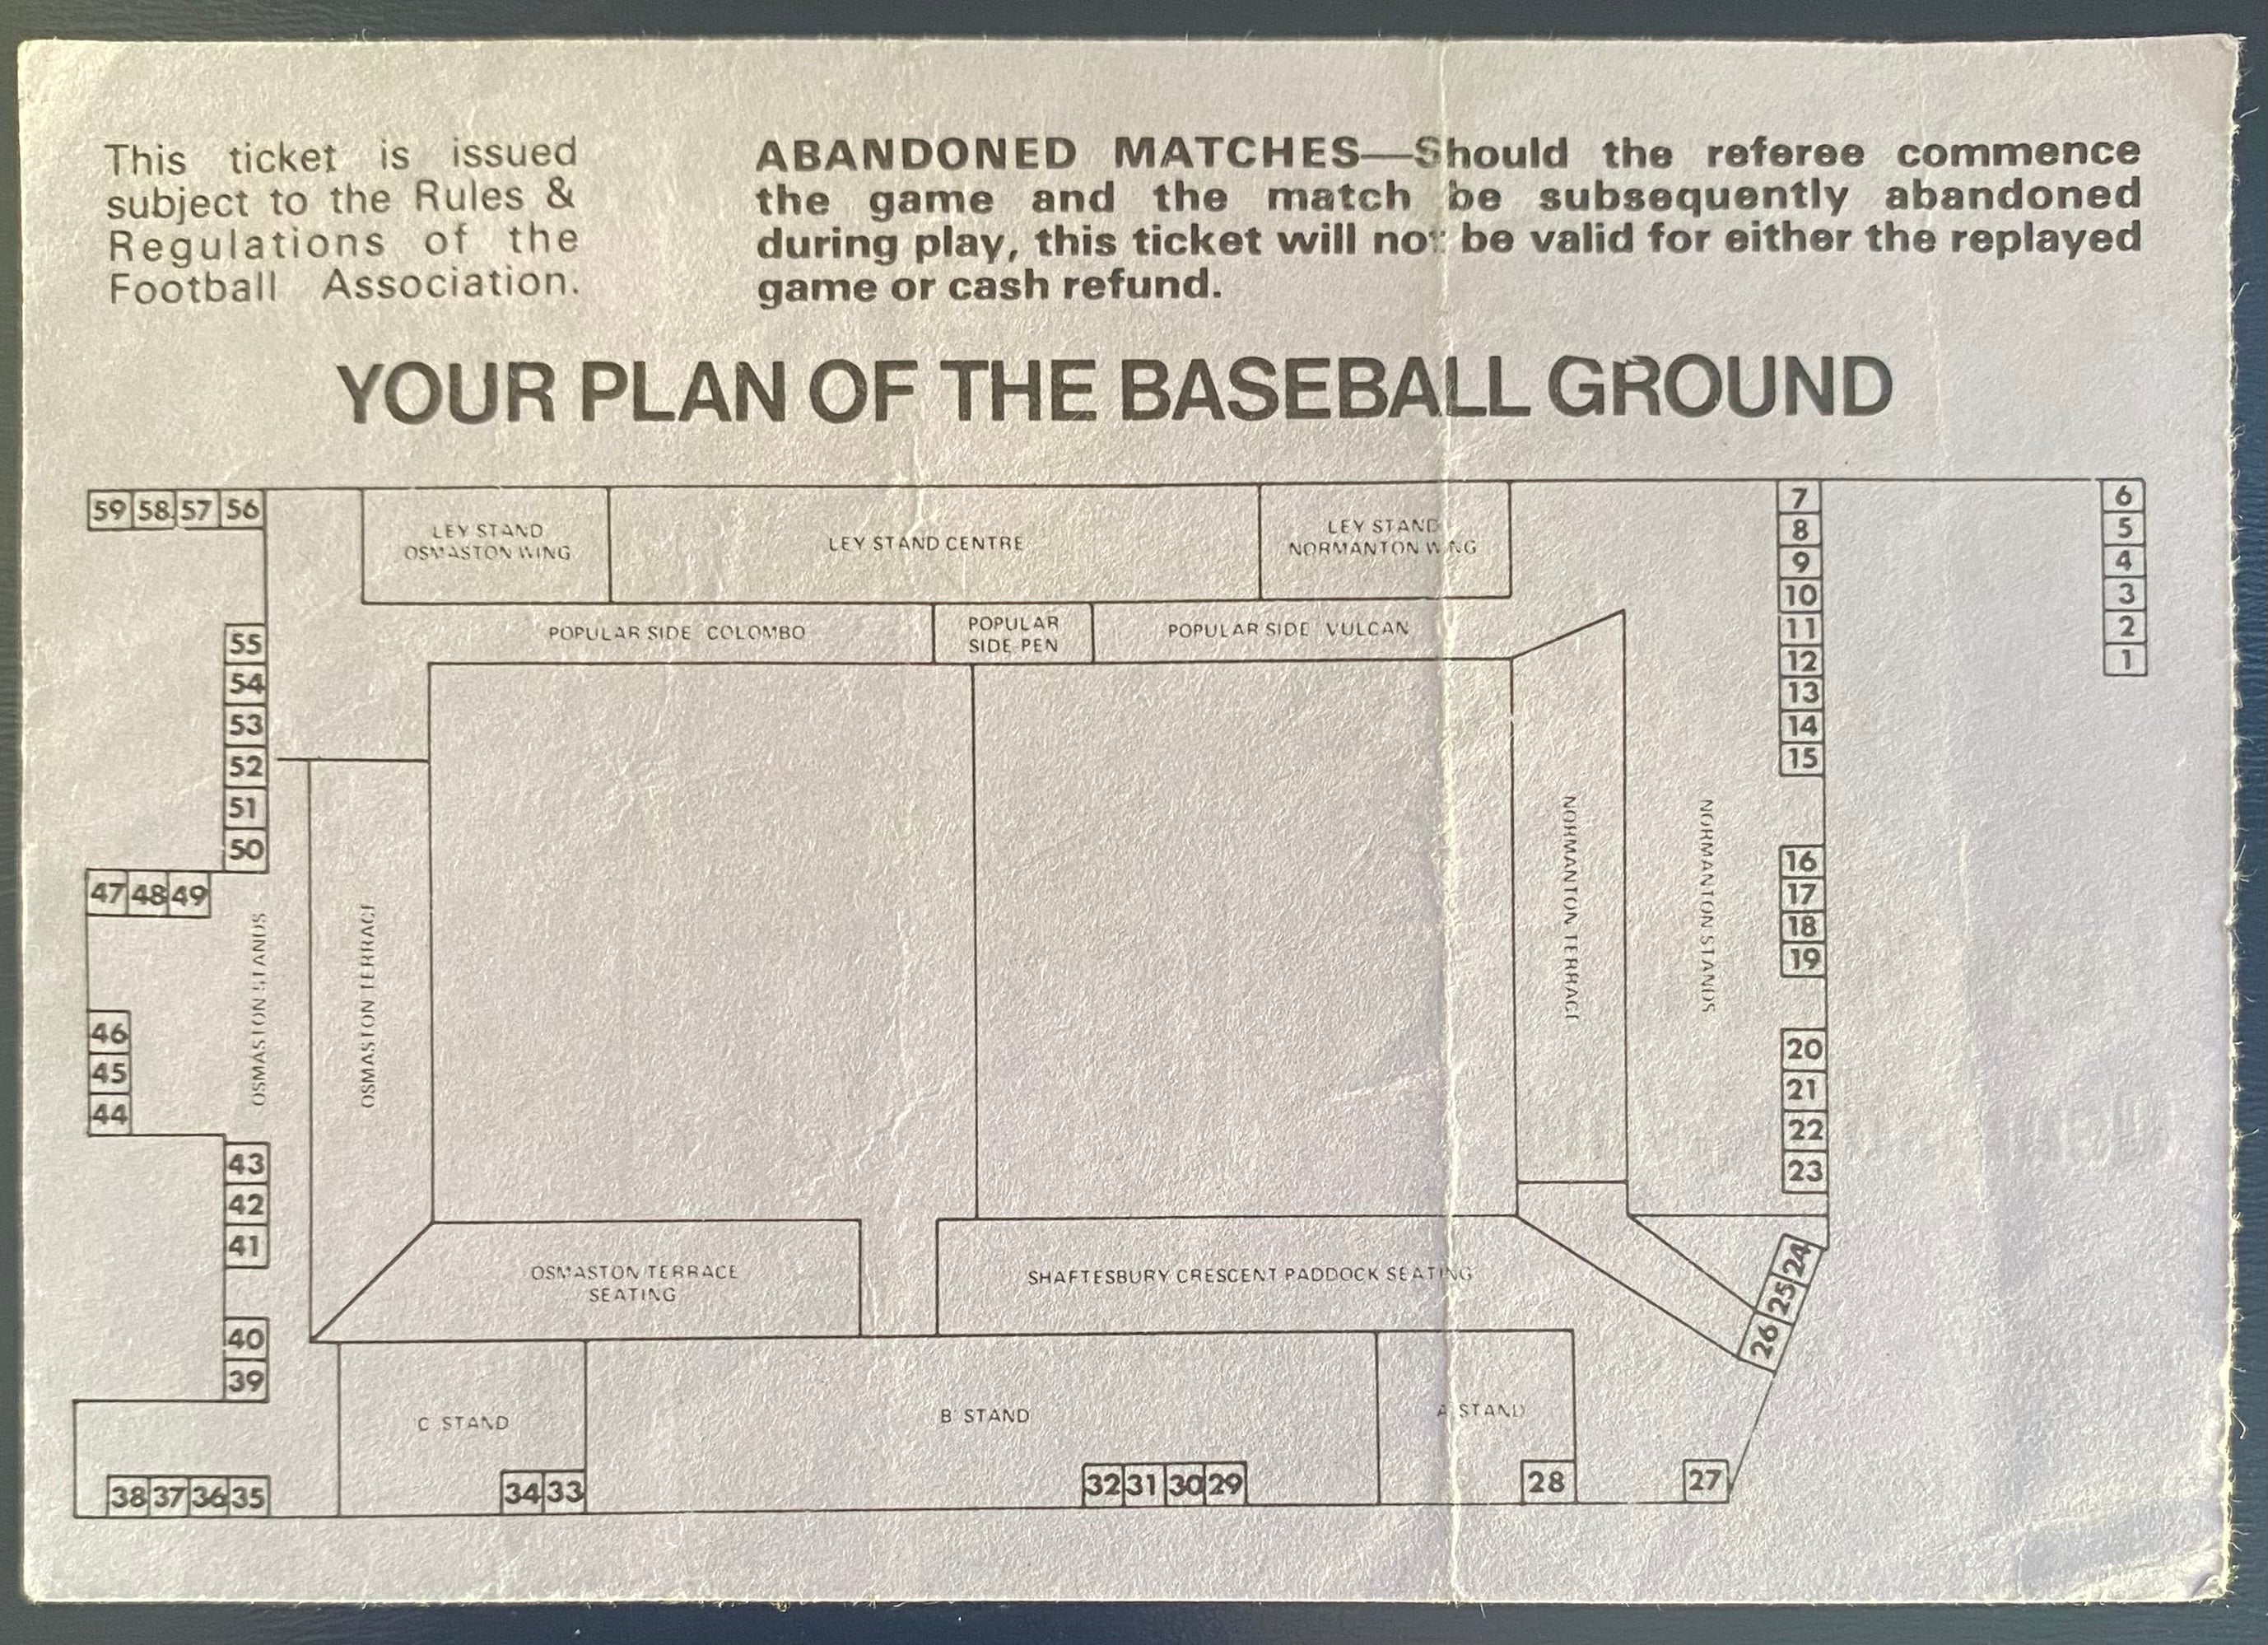 This ticket is issued
subject to the Rules &
Regulations of the
Football Association.
ABANDONED MATCHES—Should the referee commence
the game and the match be subsequently abandoned
during play, this ticket will not be valid for either the replayed
game or cash refund.
YOUR PLAN OF THE BASEBALL GROUND
59 58 57 56
LEY STAND
OSMASTON WING
LEY STAND CENTRE
LEY STAND
NORMANTON WING
7
8
9
10
11
12
13
14
15
6
5
4
3
2
1
POPULAR SIDE COLOMBO
POPULAR
SIDE PEN
POPULAR SIDE VULCAN
55
54
53
52
51
50
47 48 49
46
45
44
43
42
41
40
39
OSMASTON STANDS
OSMASTON TERRACE
NORMANTON TERRACE
NORMANTON STANDS
16
17
18
19
20
21
22
23
26 25 24
OSMASTON TERRACE
SEATING
SHAFTESBURY CRESCENT PADDOCK SEATING
C STAND
B STAND
A STAND
38 37 36 35
34 33
32 31 30 29
28
27